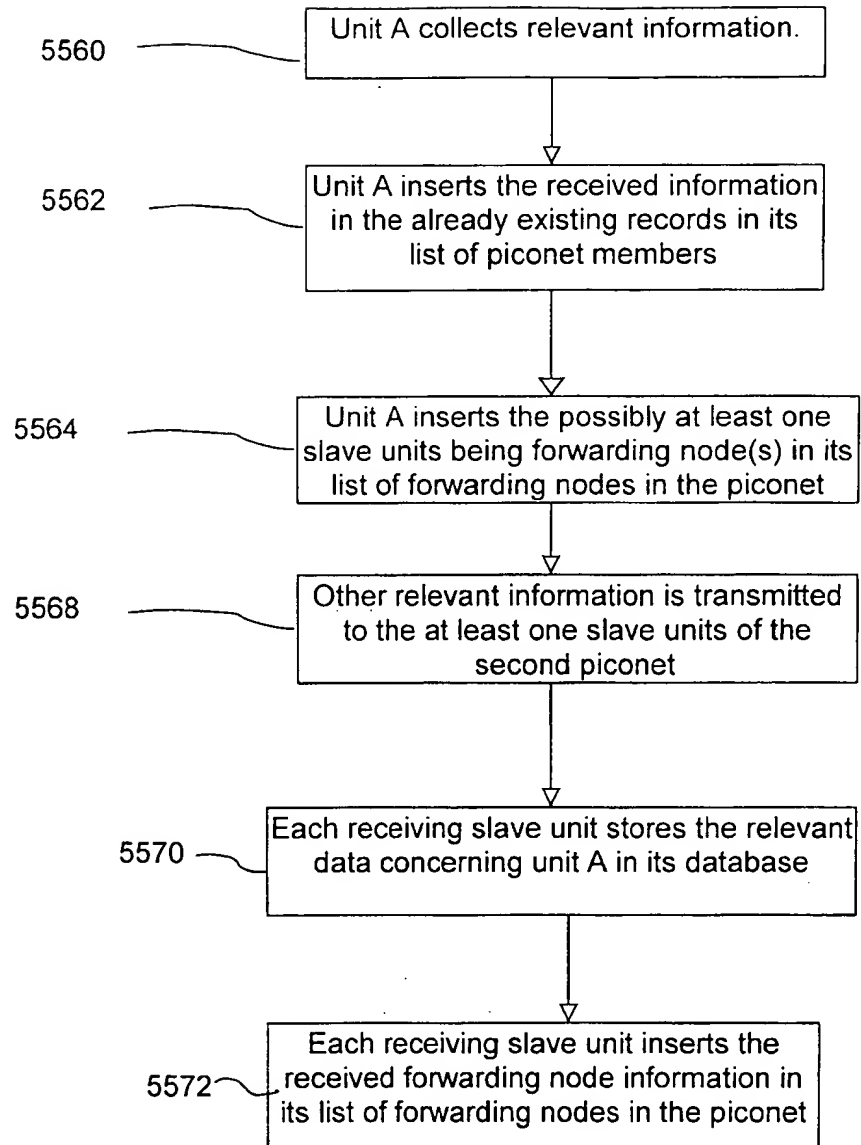 5560
Unit A collects relevant information.
5562
Unit A inserts the received information
in the already existing records in its
list of piconet members
5564
Unit A inserts the possibly at least one
slave units being forwarding node(s) in its
list of forwarding nodes in the piconet
5568
Other relevant information is transmitted
to the at least one slave units of the
second piconet
5570
Each receiving slave unit stores the relevant
data concerning unit A in its database
5572
Each receiving slave unit inserts the
received forwarding node information in
its list of forwarding nodes in the piconet